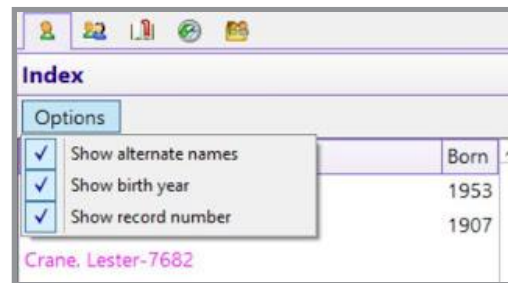 Index
Options
Show alternate names
Born
Show birth year
1953
Show record number
1907
Crane, Lester-7682